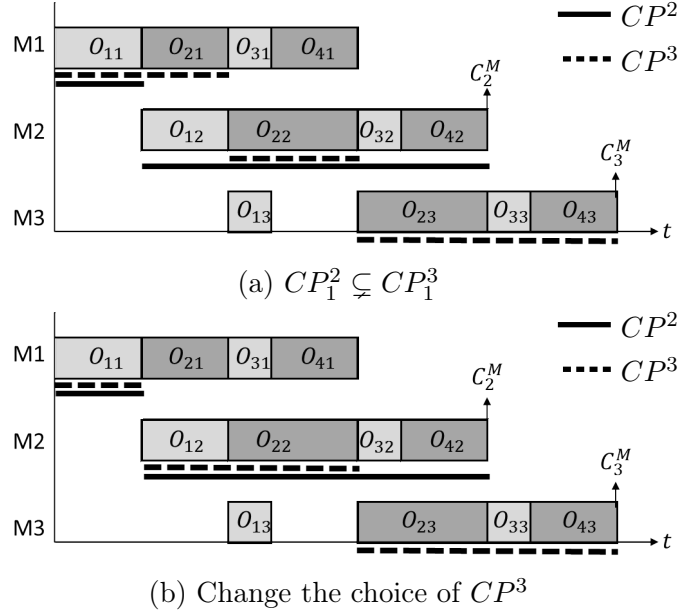 M1 O₁₁ O₂₁ O₃₁ O₄₁ CP²
CP³
C₂ᴹ
M2 O₁₂ O₂₂ O₃₂ O₄₂
C₃ᴹ
M3 O₁₃ O₂₃ O₃₃ O₄₃
t
(a) CP₁² ⊊ CP₁³
CP²
M1 O₁₁ O₂₁ O₃₁ O₄₁ CP³
C₂ᴹ
M2 O₁₂ O₂₂ O₃₂ O₄₂
C₃ᴹ
M3 O₁₃ O₂₃ O₃₃ O₄₃
t
(b) Change the choice of CP³